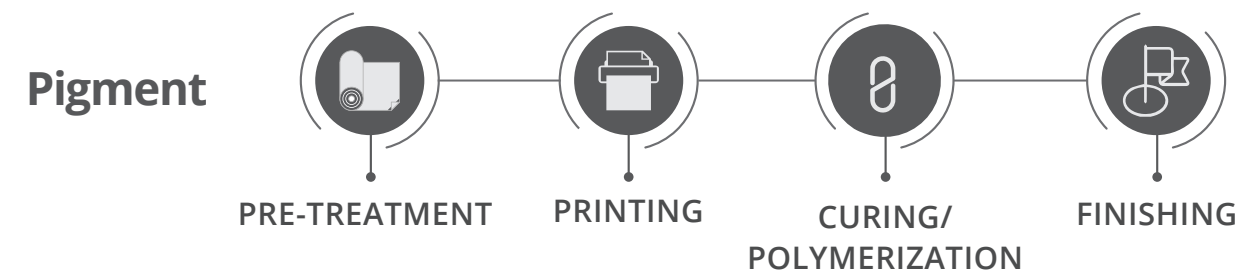 Pigment
PRE-TREATMENT
PRINTING
CURING/
POLYMERIZATION
FINISHING